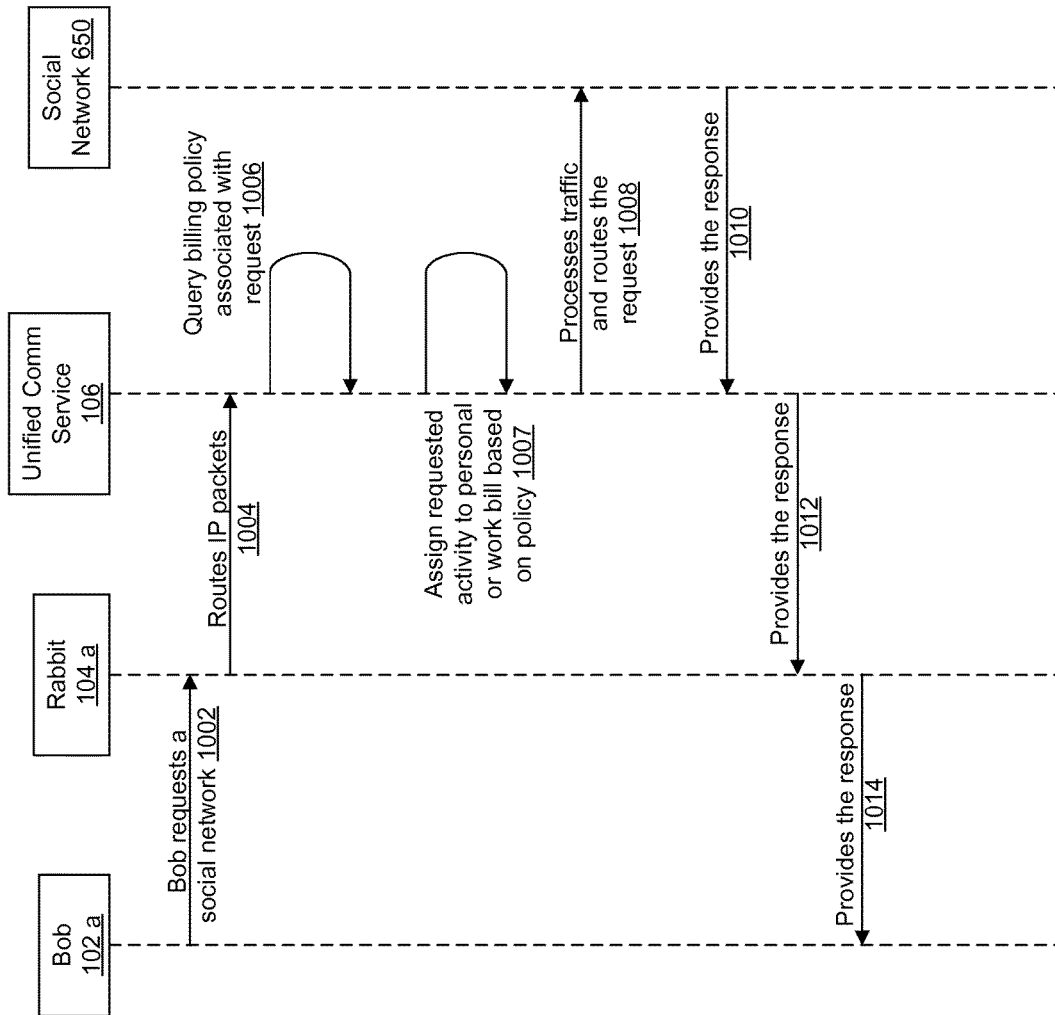 Bob
102 a
Rabbit
104 a
Unified Comm
Service
106
Social
Network 650
Bob requests a
social network 1002
Routes IP packets
1004
Query billing policy
associated with
request 1006
Assign requested
activity to personal
or work bill based
on policy 1007
Processes traffic
and routes the
request 1008
Provides the response
1010
Provides the response
1012
Provides the response
1014